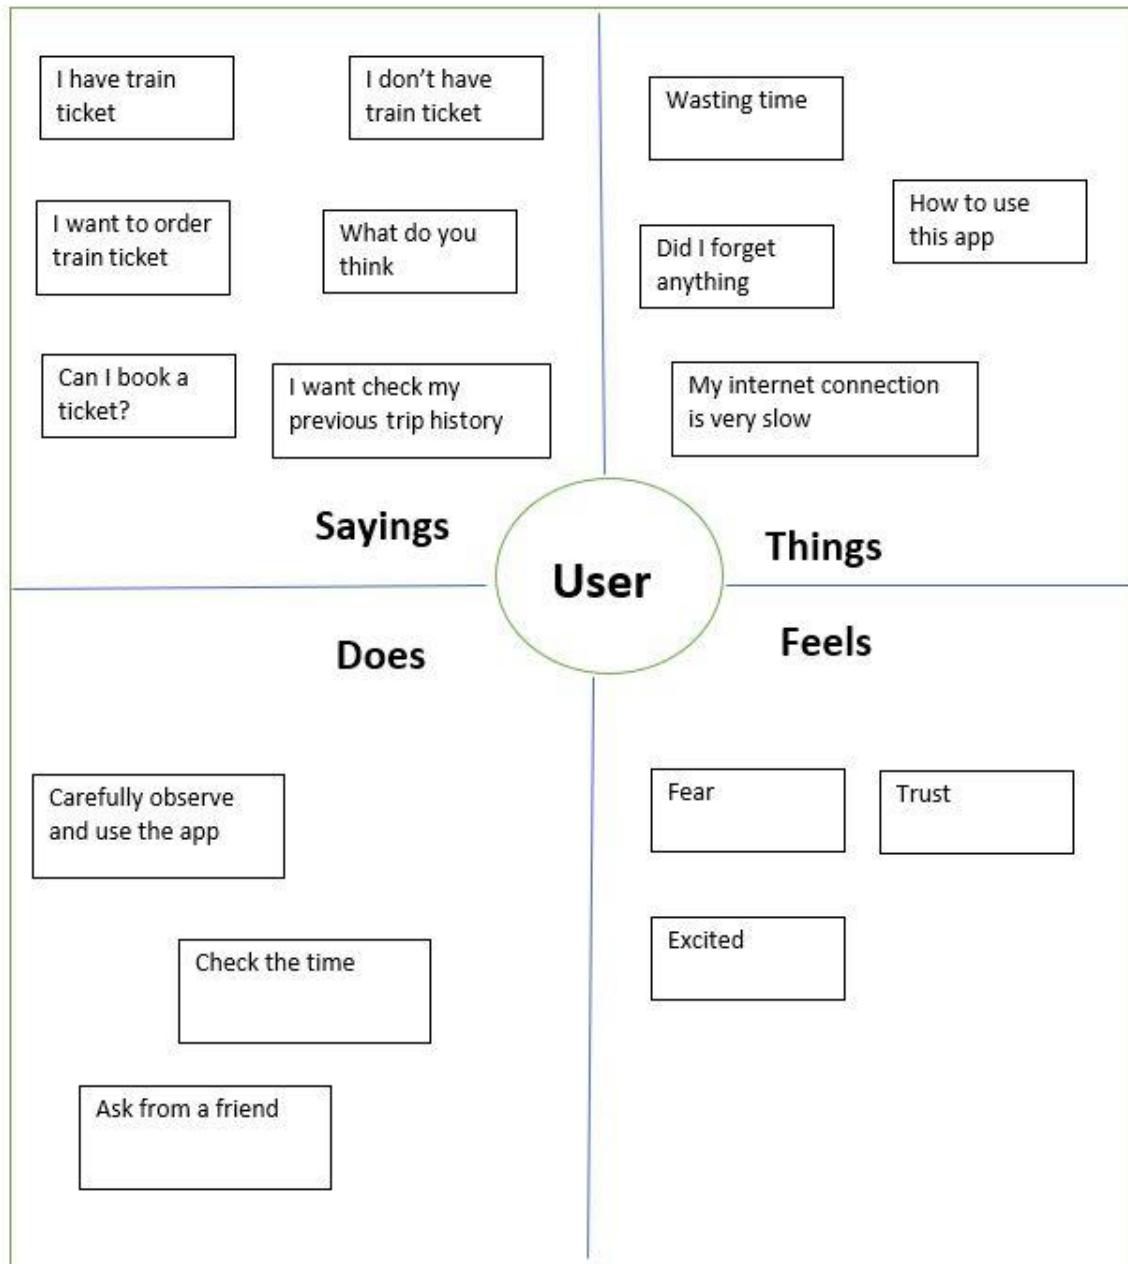 I have train
ticket
I don't have
train ticket
I want to order
train ticket
What do you
think
Can I book a
ticket?
I want check my
previous trip history
Sayings
Wasting time
How to use
this app
Did I forget
anything
My internet connection
is very slow
Things
User
Does
Carefully observe
and use the app
Check the time
Ask from a friend
Feels
Fear
Trust
Excited